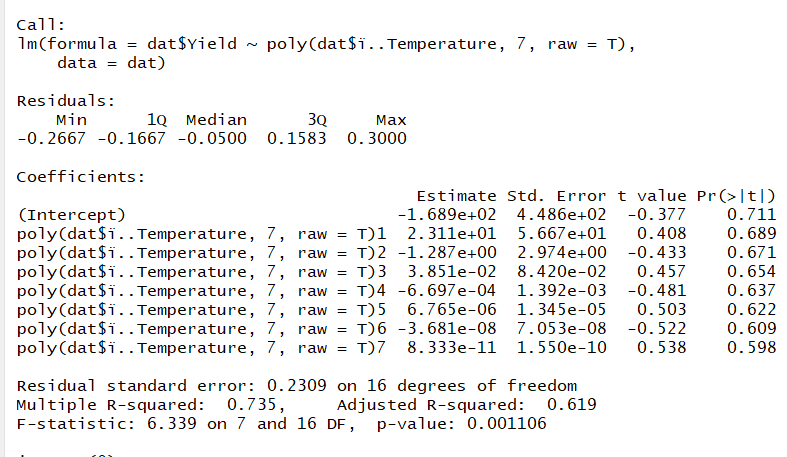 Call:
lm(formula = dat$Yield ~ poly(dat$ï..Temperature, 7, raw = T),
    data = dat)
Residuals:
    Min      1Q  Median      3Q     Max
-0.2667 -0.1667 -0.0500  0.1583  0.3000
Coefficients:
                                       Estimate Std. Error t value Pr(>|t|)
(Intercept)                          -1.689e+02  4.486e+02  -0.377    0.711
poly(dat$ï..Temperature, 7, raw = T)1  2.311e+01  5.667e+01   0.408    0.689
poly(dat$ï..Temperature, 7, raw = T)2 -1.287e+00  2.974e+00  -0.433    0.671
poly(dat$ï..Temperature, 7, raw = T)3  3.851e-02  8.420e-02   0.457    0.654
poly(dat$ï..Temperature, 7, raw = T)4 -6.697e-04  1.392e-03  -0.481    0.637
poly(dat$ï..Temperature, 7, raw = T)5  6.765e-06  1.345e-05   0.503    0.622
poly(dat$ï..Temperature, 7, raw = T)6 -3.681e-08  7.053e-08  -0.522    0.609
poly(dat$ï..Temperature, 7, raw = T)7  8.333e-11  1.550e-10   0.538    0.598
Residual standard error: 0.2309 on 16 degrees of freedom
Multiple R-squared:  0.735,     Adjusted R-squared:  0.619
F-statistic: 6.339 on 7 and 16 DF,  p-value: 0.001106